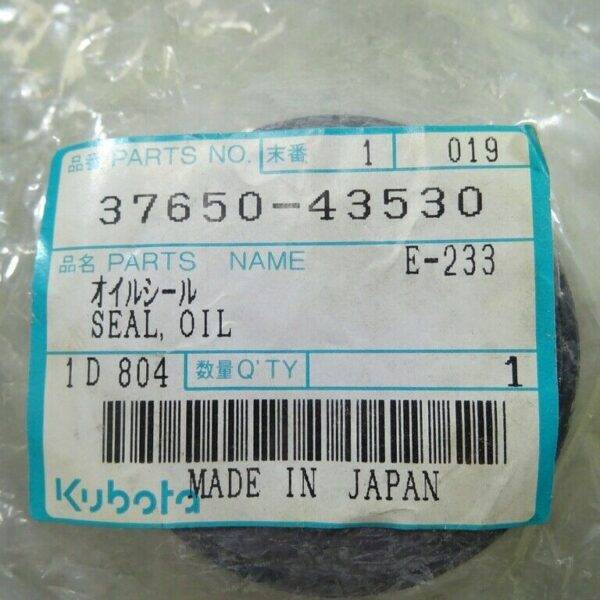 品番 PARTS NO. 末番 1 019
37650-43530
品名 PARTS NAME E-233
オイルシール
SEAL, OIL
1D 804 数量 Q'TY 1
Kubota MADE IN JAPAN